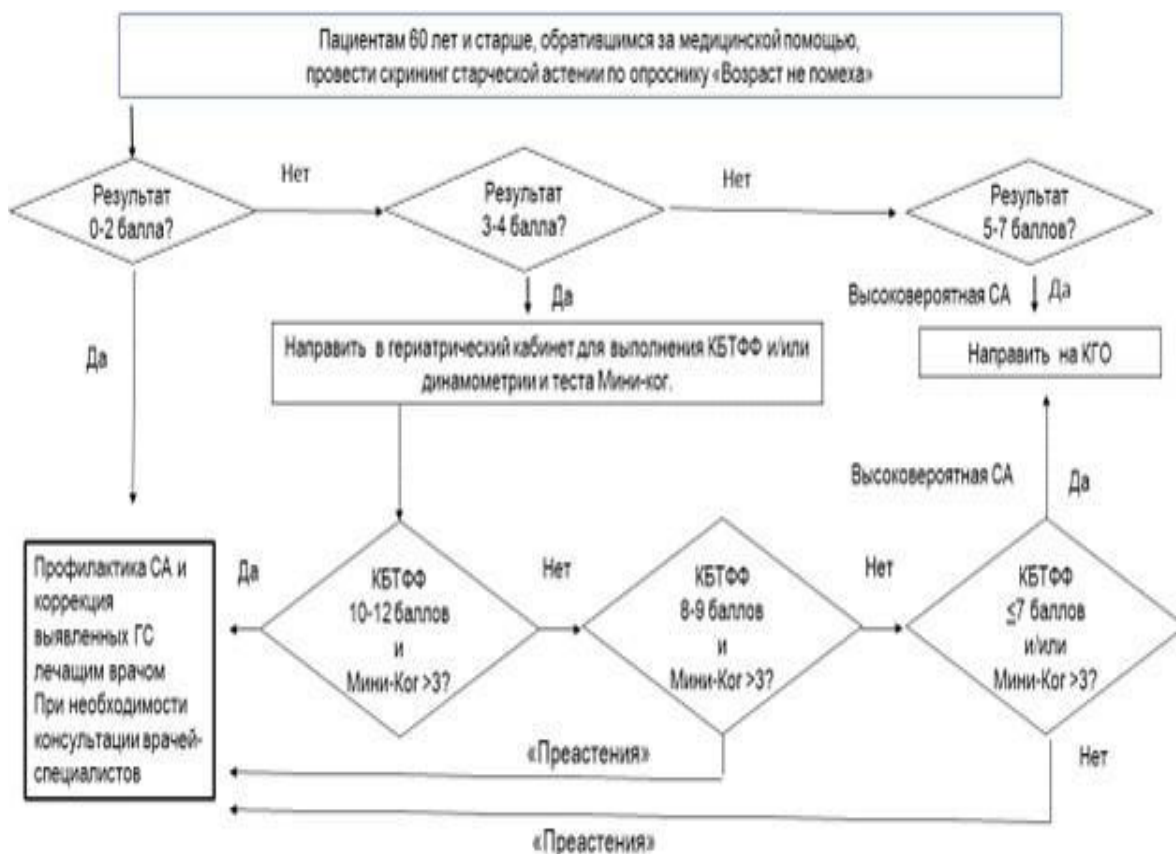 Пациентам 60 лет и старше, обратившимся за медицинской помощью,
провести скрининг старческой астении по опроснику «Возраст не помеха»
Результат
0-2 балла?
Нет
Результат
3-4 балла?
Нет
Результат
5-7 баллов?
Да
Да
Высоковероятная СА
Да
Направить в гериатрический кабинет для выполнения КБТФФ и/или
динамометрии и теста Мини-ког.
Направить на КГО
Высоковероятная СА
Да
Профилактика СА и
коррекция
выявленных ГС
лечащим врачом
При необходимости
консультации врачей-
специалистов
Да
КБТФФ
10-12 баллов
и
Мини-Ког >3?
Нет
КБТФФ
8-9 баллов
и
Мини-Ког >3?
Нет
КБТФФ
≤7 баллов
и/или
Мини-Ког >3?
«Преастения»
Нет
«Преастения»